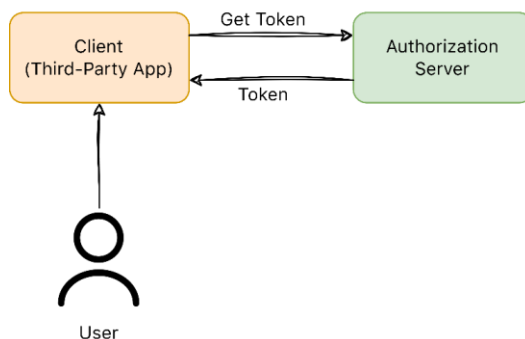 Client
(Third-Party App)
Get Token
Token
Authorization
Server
User